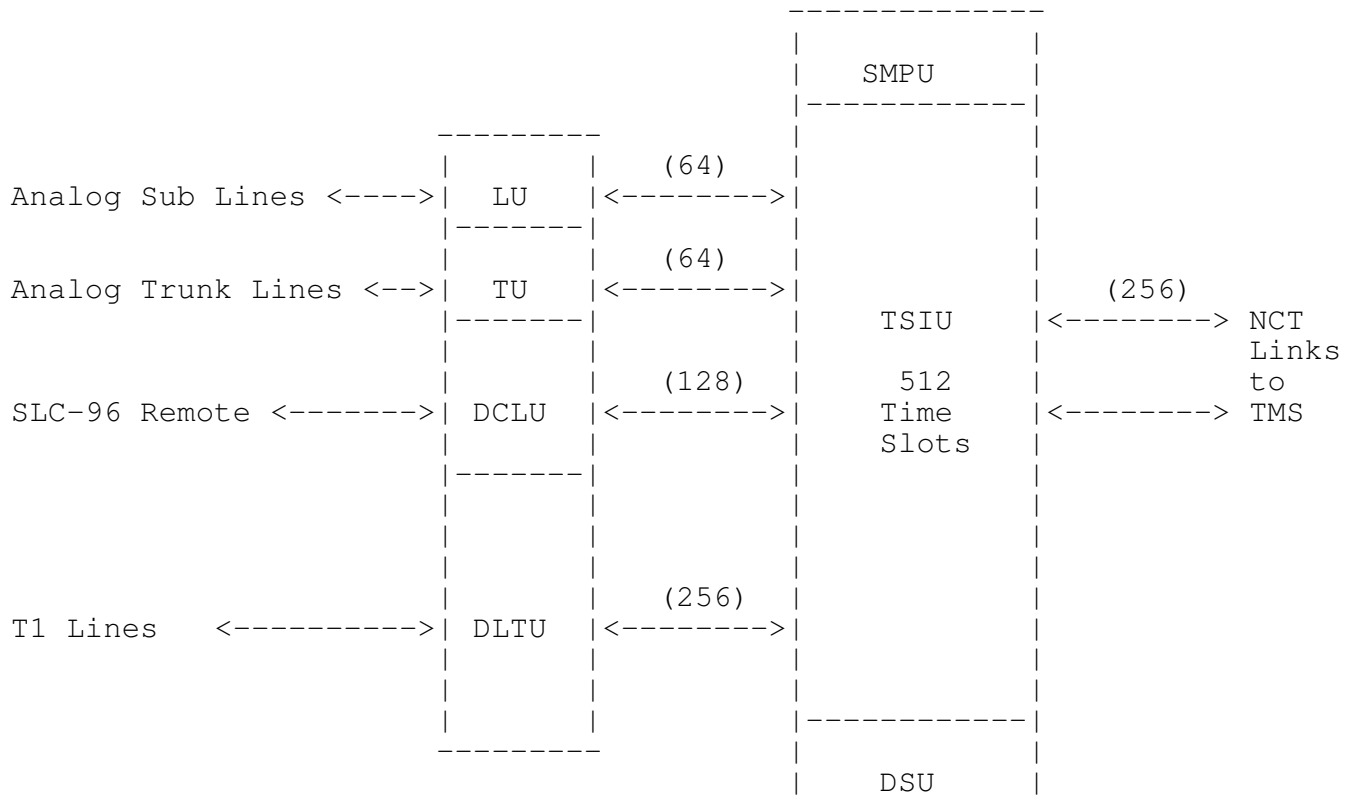 SMPU
(64)
Analog Sub Lines <----> LU <-------->
(64)
Analog Trunk Lines <--> TU <-------->
(256)
TSIU <--------> NCT
Links
(128) 512 to
SLC-96 Remote <-------> DCLU <--------> Time <--------> TMS
Slots
(256)
T1 Lines <----------> DLTU <-------->
DSU